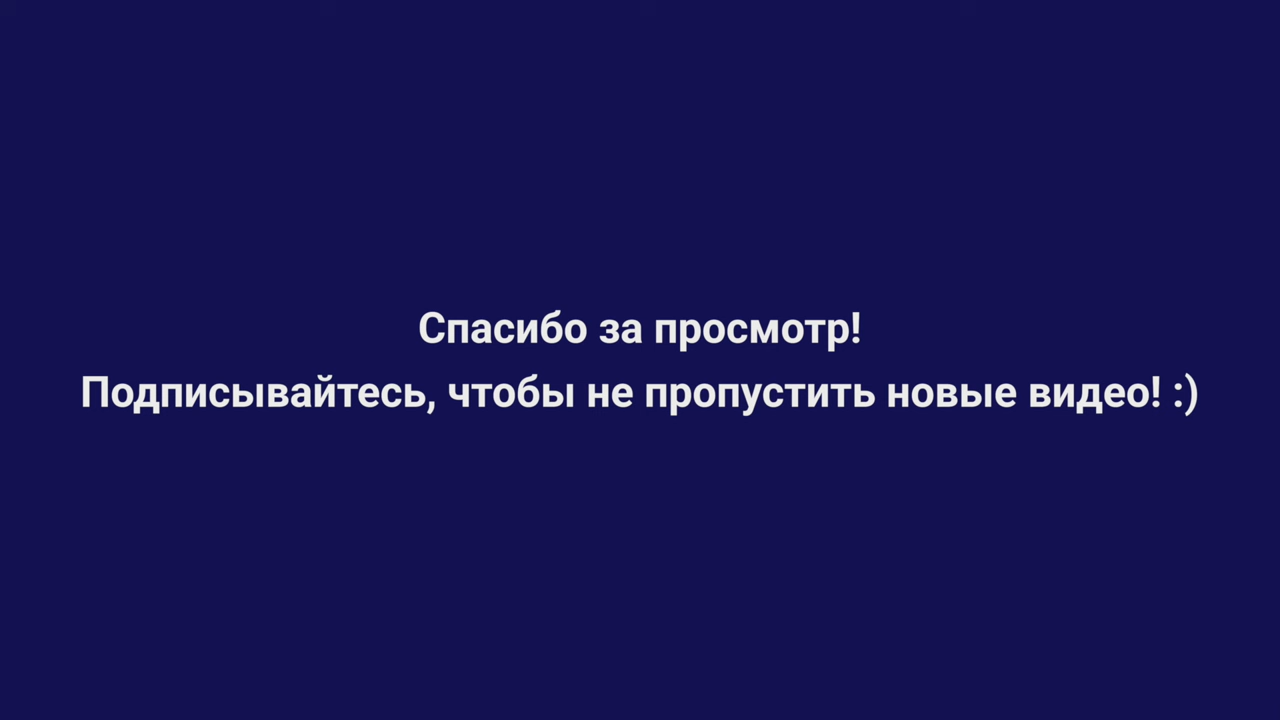 Спасибо за просмотр!
Подписывайтесь, чтобы не пропустить новые видео! :)